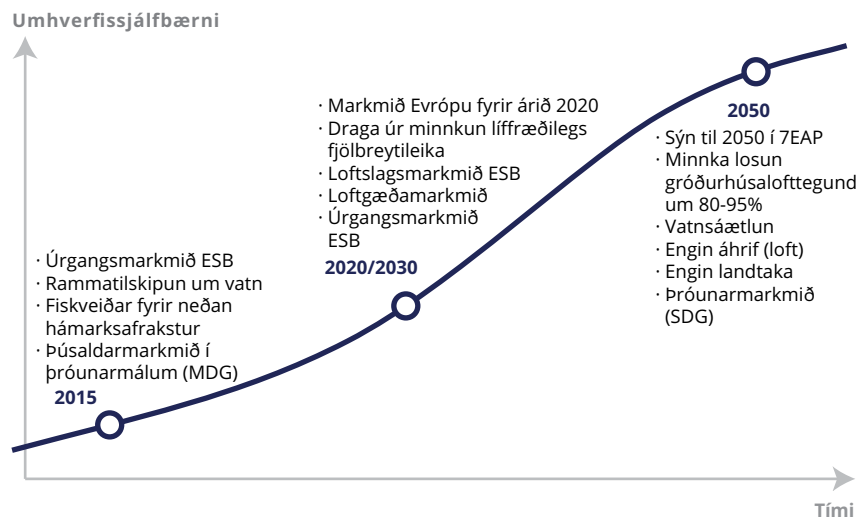 Umhverfissjálfbærni
· Úrgangsmarkmið ESB
· Rammatilskipun um vatn
· Fiskveiðar fyrir neðan
hámarksafrakstur
· Þúsaldarmarkmið í
þróunarmálum (MDG)
2015
· Markmið Evrópu fyrir árið 2020
· Draga úr minnkun líffræðilegs
fjölbreytileika
· Loftslagsmarkmið ESB
· Loftgæðamarkmið
· Úrgangsmarkmið
ESB
2020/2030
2050
· Sýn til 2050 í 7EAP
· Minnka losun
gróðurhúsalofttegund
um 80-95%
· Vatnsáætlun
· Engin áhrif (loft)
· Engin landtaka
· Þróunarmarkmið
(SDG)
Tími